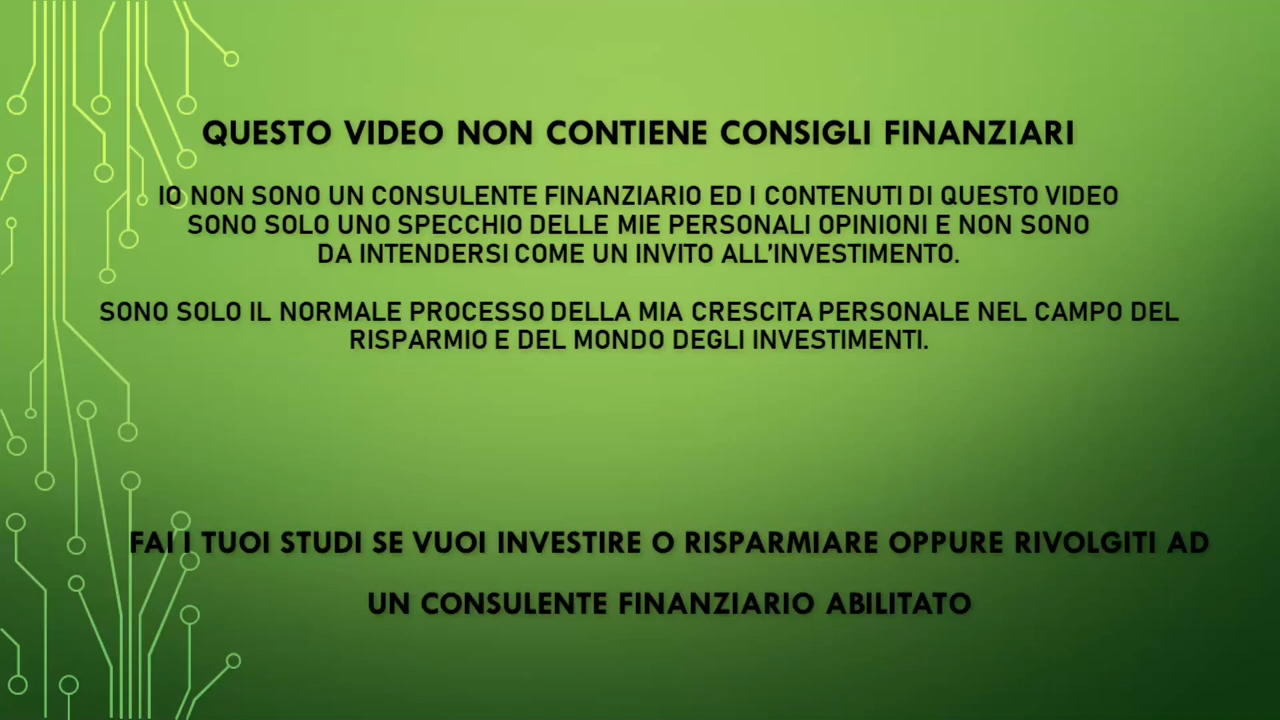 QUESTO VIDEO NON CONTIENE CONSIGLI FINANZIARI
IO NON SONO UN CONSULENTE FINANZIARIO ED I CONTENUTI DI QUESTO VIDEO
SONO SOLO UNO SPECCHIO DELLE MIE PERSONALI OPINIONI E NON SONO
DA INTENDERSI COME UN INVITO ALL'INVESTIMENTO.
SONO SOLO IL NORMALE PROCESSO DELLA MIA CRESCITA PERSONALE NEL CAMPO DEL
RISPARMIO E DEL MONDO DEGLI INVESTIMENTI.
FAI I TUOI STUDI SE VUOI INVESTIRE O RISPARMIARE OPPURE RIVOLGITI AD
UN CONSULENTE FINANZIARIO ABILITATO